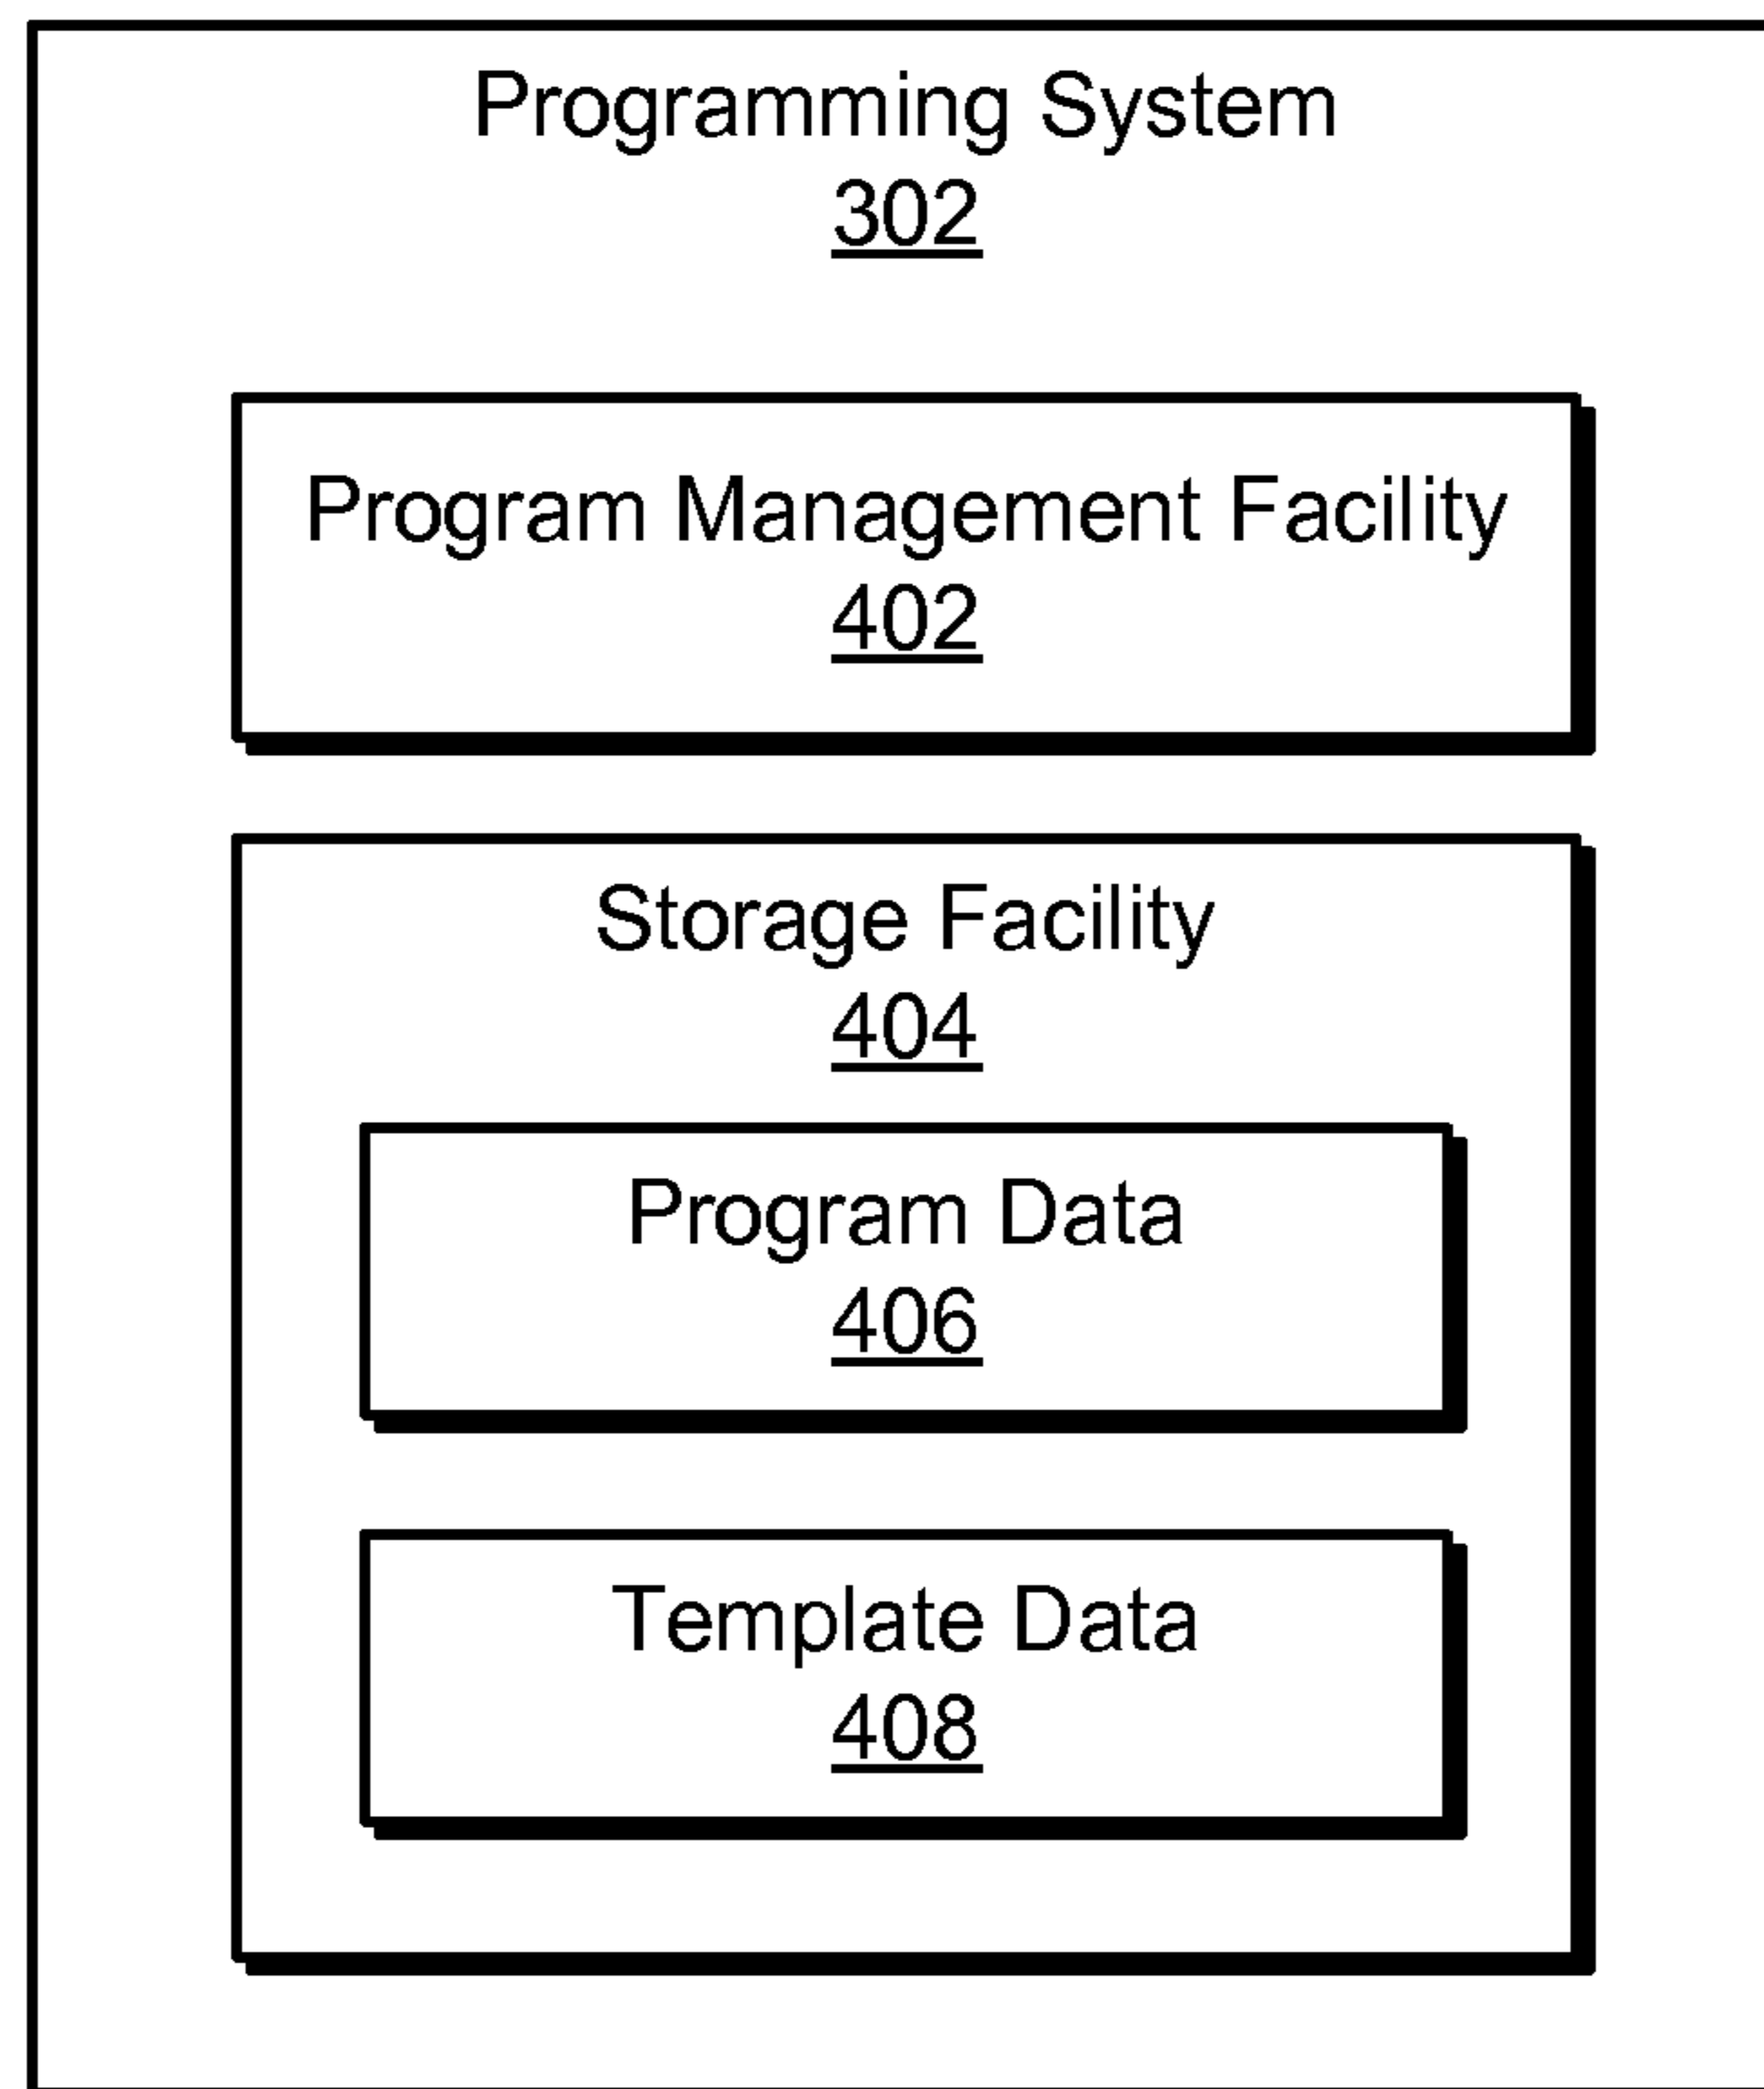 Programming System
302
Program Management Facility
402
Storage Facility
404
Program Data
406
Template Data
408